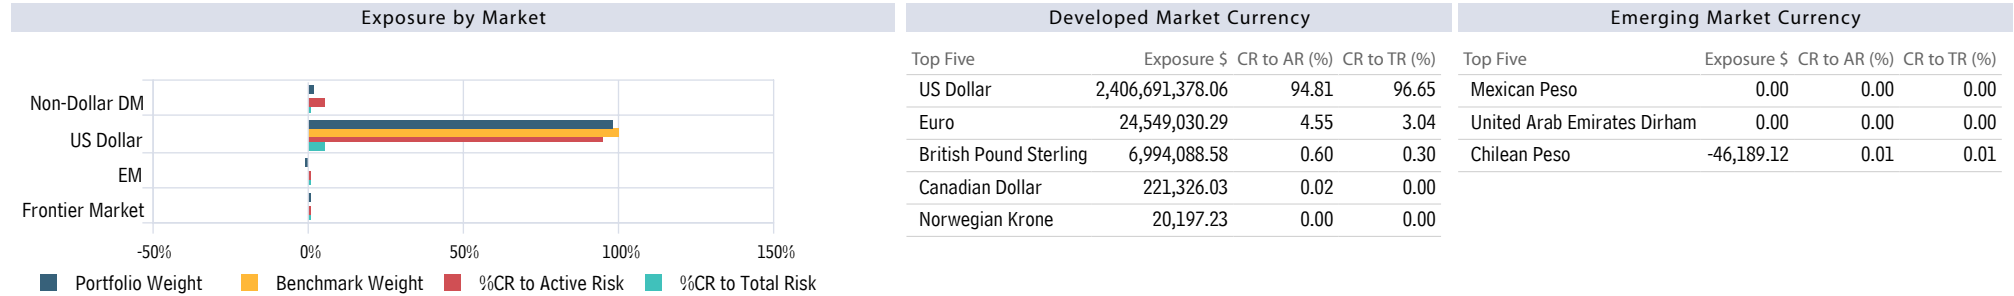 Exposure by Market
Non-Dollar DM
US Dollar
EM
Frontier Market
-50% 0% 50% 100% 150%
Portfolio Weight Benchmark Weight %CR to Active Risk %CR to Total Risk
Developed Market Currency
Top Five Exposure $ CR to AR (%) CR to TR (%)
US Dollar 2,406,691,378.06 94.81 96.65
Euro 24,549,030.29 4.55 3.04
British Pound Sterling 6,994,088.58 0.60 0.30
Canadian Dollar 221,326.03 0.02 0.00
Norwegian Krone 20,197.23 0.00 0.00
Emerging Market Currency
Top Five Exposure $ CR to AR (%) CR to TR (%)
Mexican Peso 0.00 0.00 0.00
United Arab Emirates Dirham 0.00 0.00 0.00
Chilean Peso -46,189.12 0.01 0.01